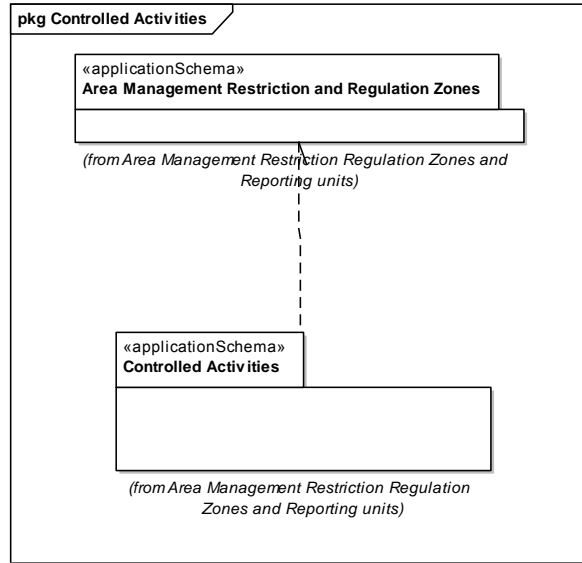 pkg Controlled Activities
«applicationSchema»
Area Management Restriction and Regulation Zones
(from Area Management Restriction Regulation Zones and
Reporting units)
«applicationSchema»
Controlled Activities
(from Area Management Restriction Regulation
Zones and Reporting units)